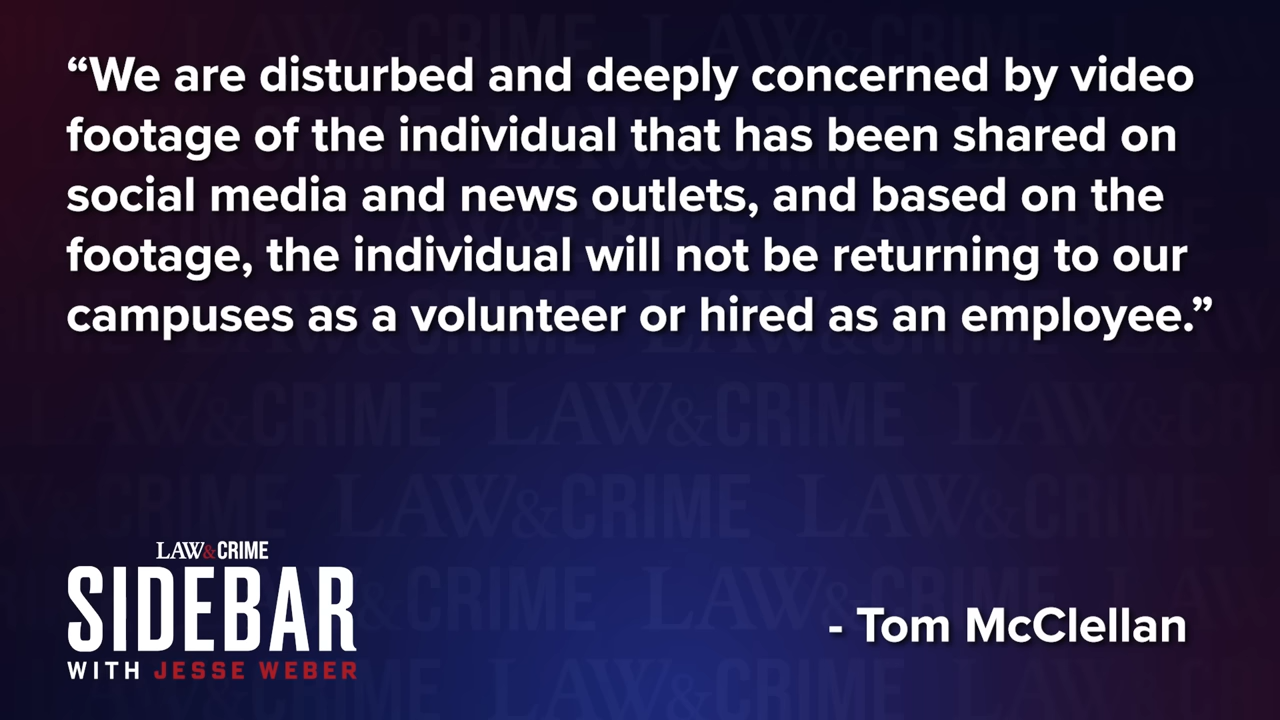 “We are disturbed and deeply concerned by video
footage of the individual that has been shared on
social media and news outlets, and based on the
footage, the individual will not be returning to our
campuses as a volunteer or hired as an employee.”
LAW&CRIME
SIDEBAR
WITH JESSE WEBER
- Tom McClellan